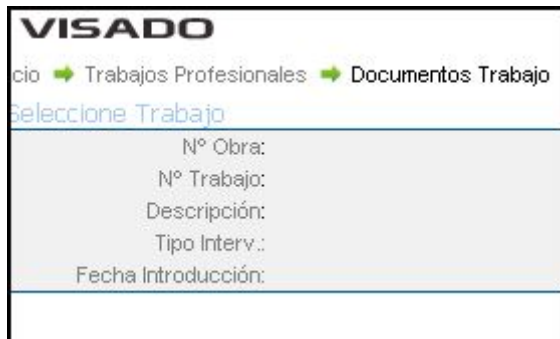 VISADO
cio Trabajos Profesionales Documentos Trabajo
Seleccione Trabajo
Nº Obra:
Nº Trabajo:
Descripción:
Tipo Interv.:
Fecha Introducción: